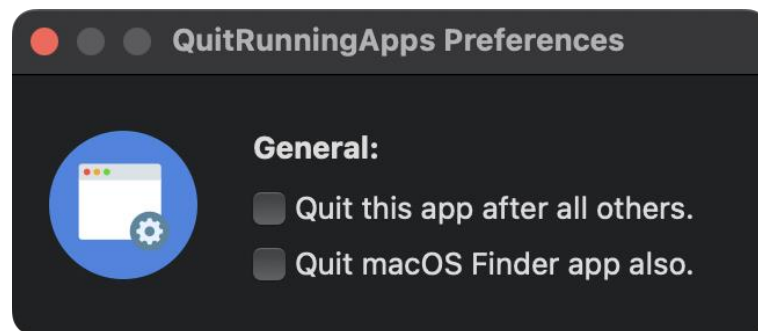 QuitRunningApps Preferences
General:
Quit this app after all others.
Quit macOS Finder app also.